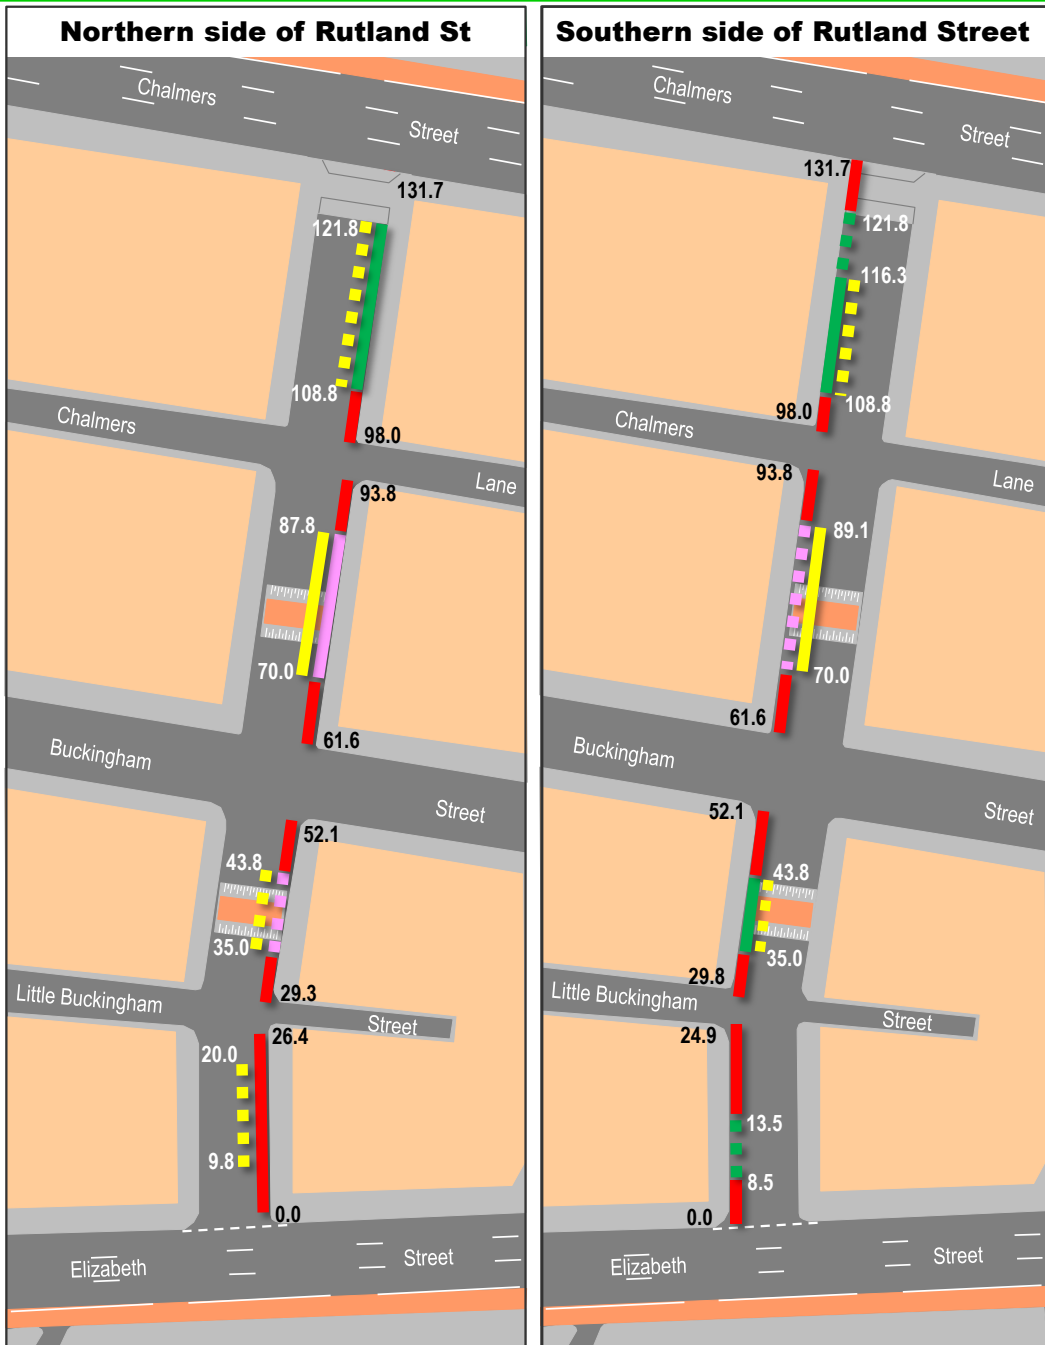 Northern side of Rutland St
Chalmers
Street
131.7
121.8
108.8
Chalmers
98.0
Lane
93.8
87.8
70.0
61.6
Buckingham
Street
52.1
43.8
35.0
Little Buckingham
29.3
Street
26.4
20.0
9.8
0.0
Elizabeth
Street
Southern side of Rutland Street
Chalmers
Street
131.7
121.8
116.3
108.8
98.0
Chalmers
Lane
93.8
89.1
70.0
61.6
Buckingham
Street
52.1
43.8
35.0
29.8
Little Buckingham
Street
24.9
13.5
8.5
0.0
Elizabeth
Street